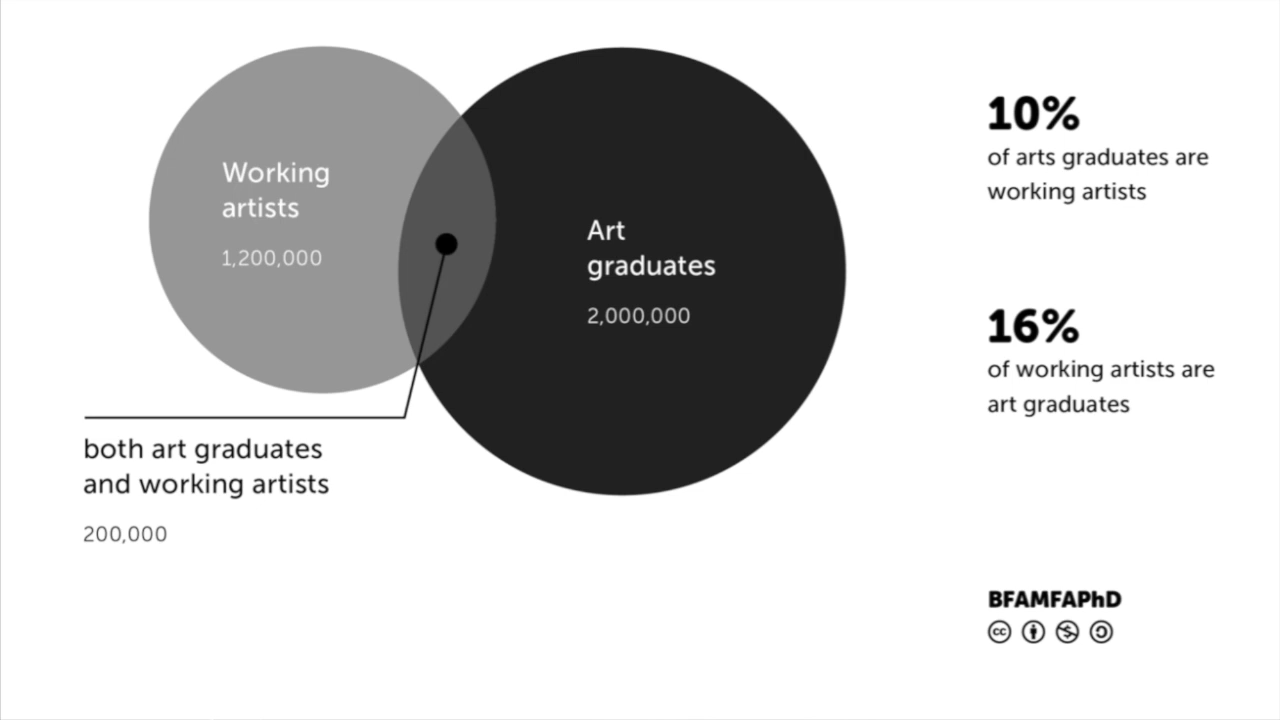 Working
artists
1,200,000
Art
graduates
2,000,000
both art graduates
and working artists
200,000
10%
of arts graduates are
working artists
16%
of working artists are
art graduates
BFAMFAPhD
cc